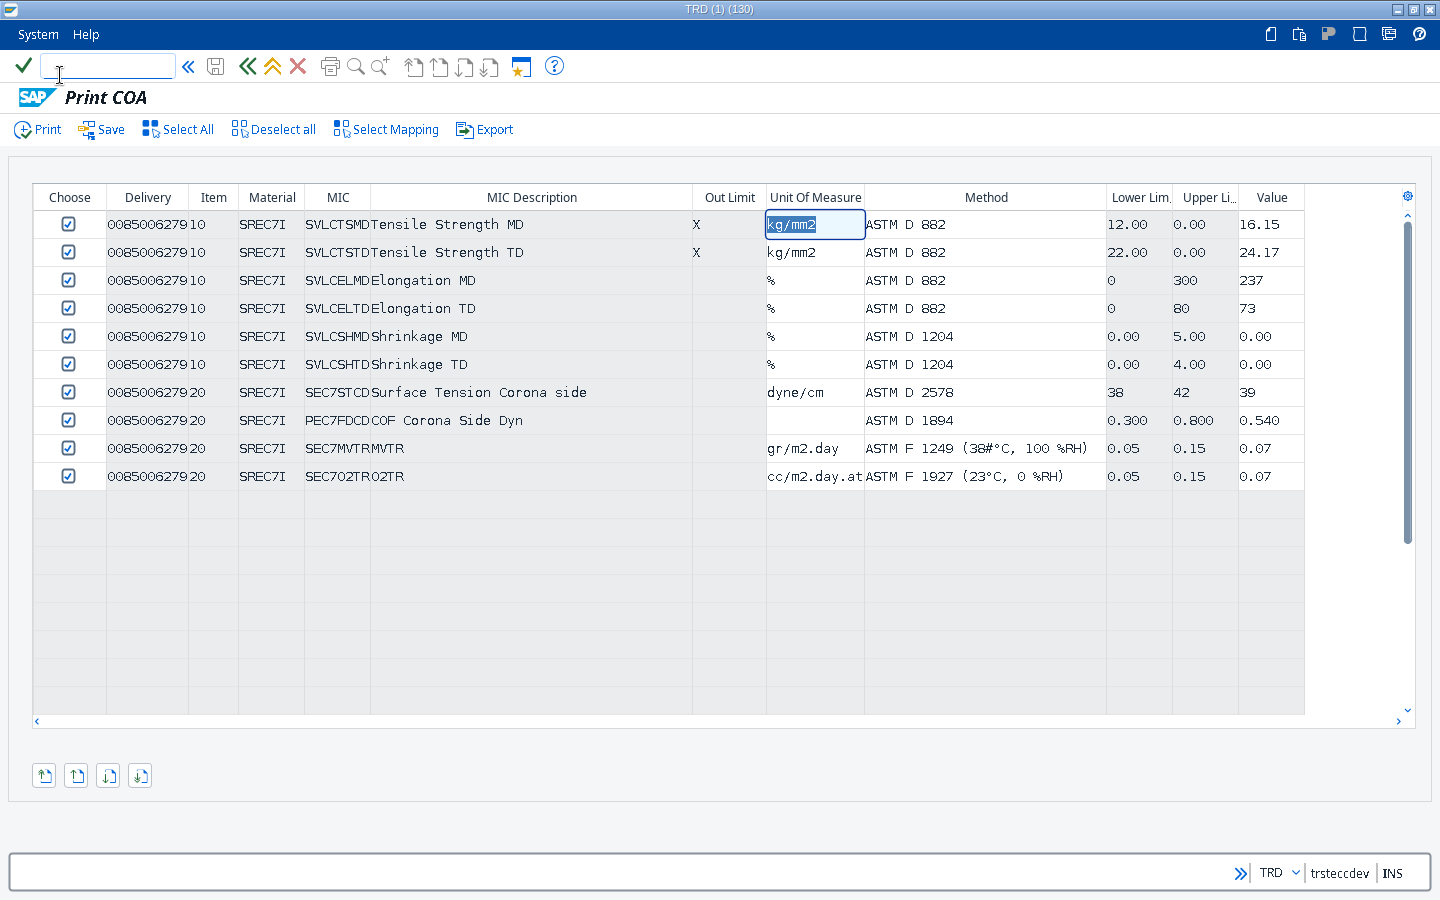 TRD (1) (130)
System Help
SAP Print COA
Print Save Select All Deselect all Select Mapping Export
Choose Delivery Item Material MIC MIC Description Out Limit Unit Of Measure Method Lower Lim. Upper Li... Value
0085006279 10 SREC7I SVLCTSMD Tensile Strength MD X kg/mm2 ASTM D 882 12.00 0.00 16.15
0085006279 10 SREC7I SVLCTSTD Tensile Strength TD X kg/mm2 ASTM D 882 22.00 0.00 24.17
0085006279 10 SREC7I SVLCELMD Elongation MD % ASTM D 882 0 300 237
0085006279 10 SREC7I SVLCELTD Elongation TD % ASTM D 882 0 80 73
0085006279 10 SREC7I SVLCSHMD Shrinkage MD % ASTM D 1204 0.00 5.00 0.00
0085006279 10 SREC7I SVLCSHTD Shrinkage TD % ASTM D 1204 0.00 4.00 0.00
0085006279 20 SREC7I SEC7STCD Surface Tension Corona side dyne/cm ASTM D 2578 38 42 39
0085006279 20 SREC7I PEC7FDCD COF Corona Side Dyn ASTM D 1894 0.300 0.800 0.540
0085006279 20 SREC7I SEC7MVTR MVTR gr/m2.day ASTM F 1249 (38#°C, 100 %RH) 0.05 0.15 0.07
0085006279 20 SREC7I SEC7O2TR O2TR cc/m2.day.at ASTM F 1927 (23°C, 0 %RH) 0.05 0.15 0.07
TRD trsteccdev INS